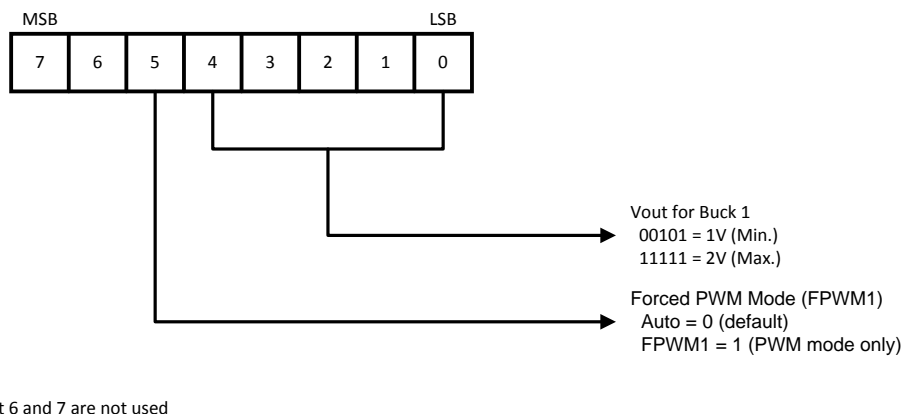 MSB LSB
7 6 5 4 3 2 1 0
Vout for Buck 1
00101 = 1V (Min.)
11111 = 2V (Max.)
Forced PWM Mode (FPWM1)
Auto = 0 (default)
FPWM1 = 1 (PWM mode only)
t 6 and 7 are not used